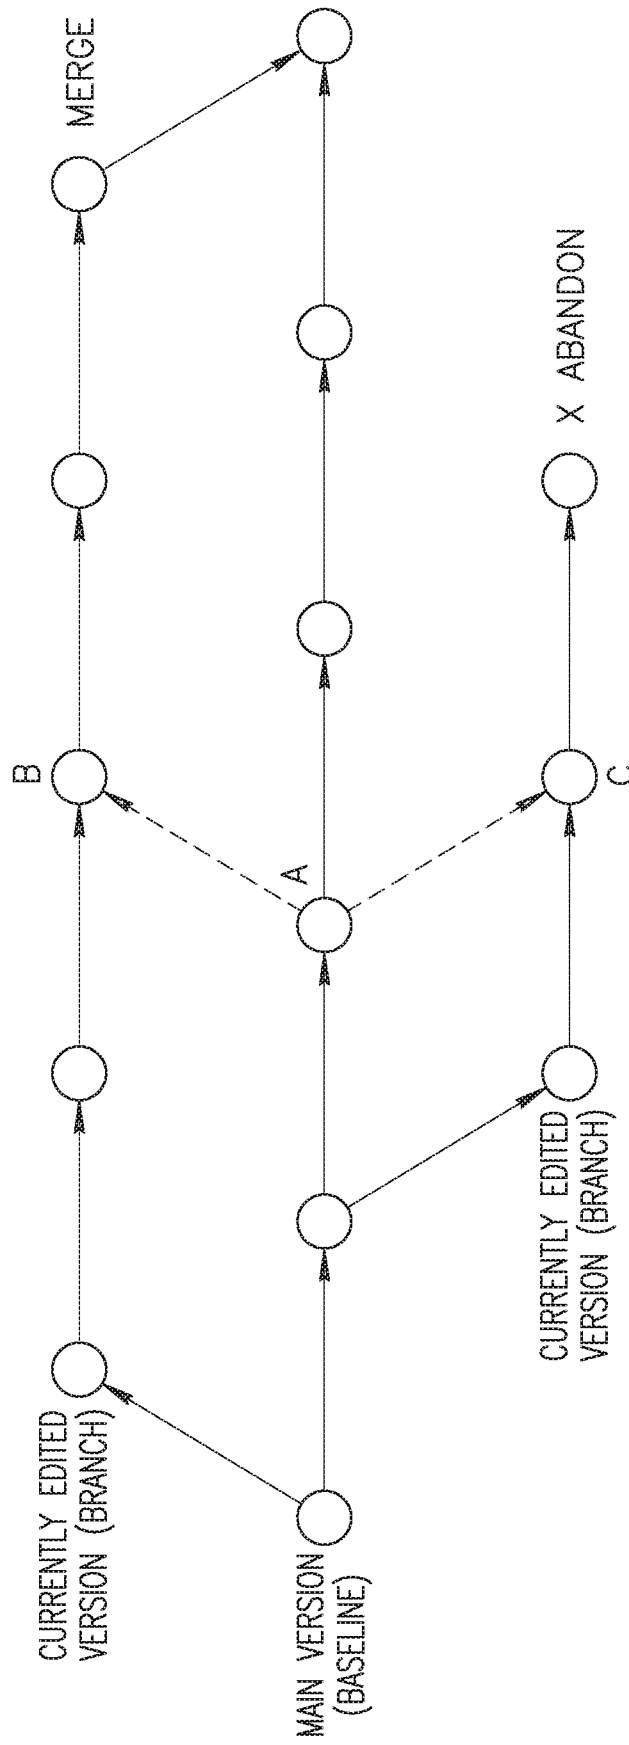 CURRENTLY EDITED
VERSION (BRANCH)
B
MERGE
MAIN VERSION
(BASELINE)
A
CURRENTLY EDITED
VERSION (BRANCH)
C
X ABANDON